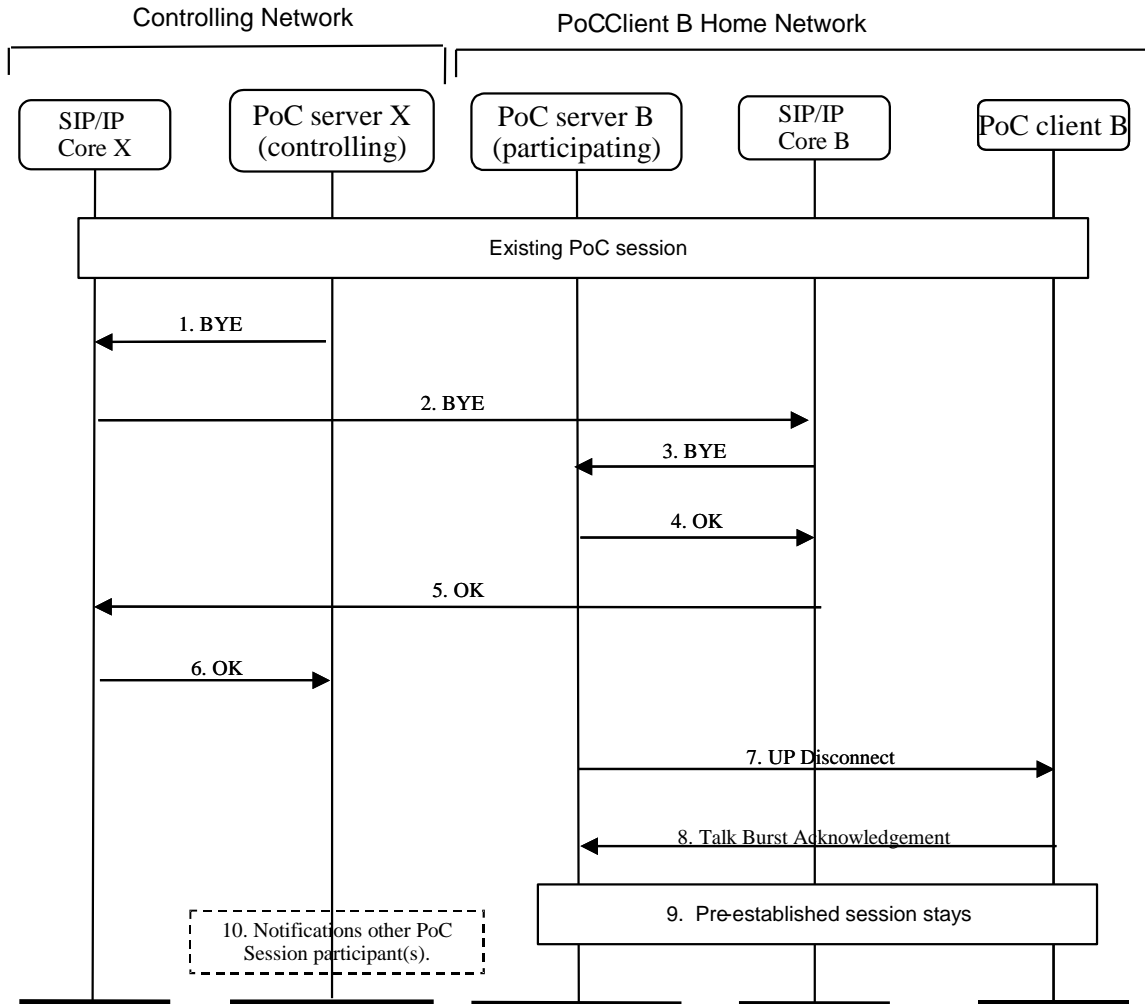 Controlling Network
PoCClient B Home Network
SIP/IP
Core X
PoC server X
(controlling)
PoC server B
(participating)
SIP/IP
Core B
PoC client B
Existing PoC session
1. BYE
2. BYE
3. BYE
4. OK
5. OK
6. OK
7. UP Disconnect
8. Talk Burst Acknowledgement
9. Pre-established session stays
10. Notifications other PoC
Session participant(s).